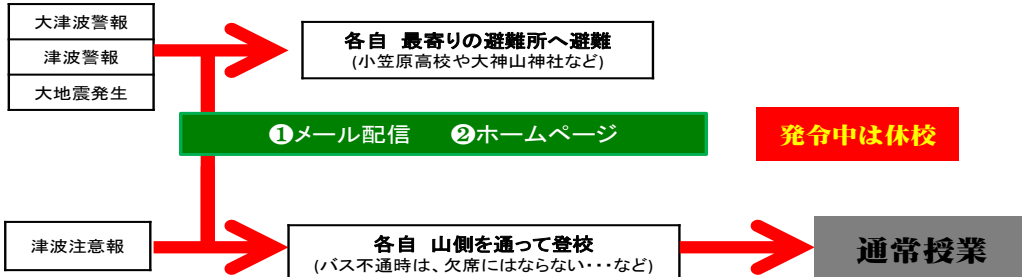 大津波警報
津波警報
大地震発生
各自 最寄りの避難所へ避難
(小笠原高校や大神山神社など)
❶メール配信 ❷ホームページ
発令中は休校
津波注意報
各自 山側を通って登校
(バス不通時は、欠席にはならない・・・など)
通常授業